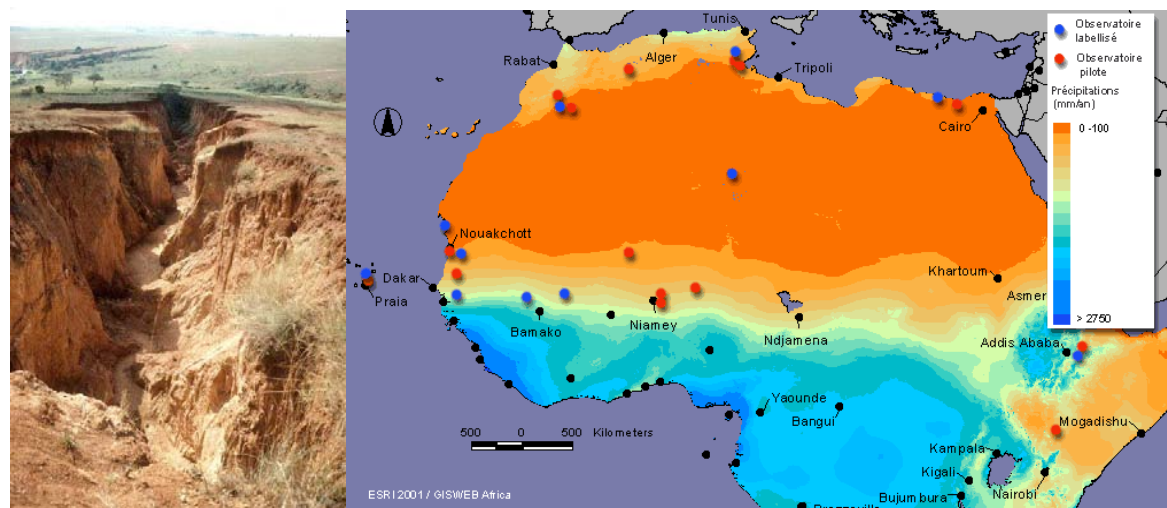 Tunis
Alger
Rabat
Tripoli
Cairo
Nouakchott
Dakar
Praia
Bamako
Niamey
Ndjamena
Khartoum
Asmer
Addis Ababa
Yaounde
Bangui
Mogadishu
Kampala
Kigali
Nairobi
Bujumbura
500 0 500 Kilometers
ESRI 2001 / GISWEB Africa
Observatoire
labellisé
Observatoire
pilote
Précipitations
(mm/an)
0 -100
> 2750